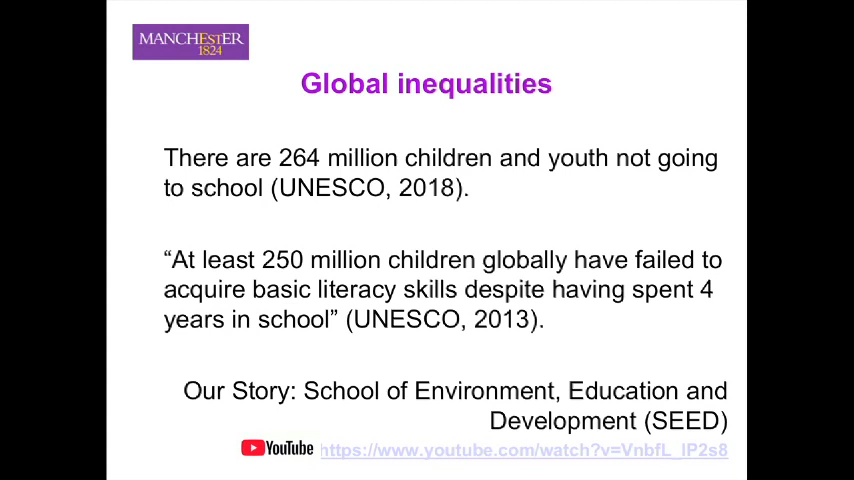 MANCHESTER
1824
Global inequalities
There are 264 million children and youth not going
to school (UNESCO, 2018).
“At least 250 million children globally have failed to
acquire basic literacy skills despite having spent 4
years in school” (UNESCO, 2013).
Our Story: School of Environment, Education and
Development (SEED)
YouTube https://www.youtube.com/watch?v=VnbfL_lP2s8